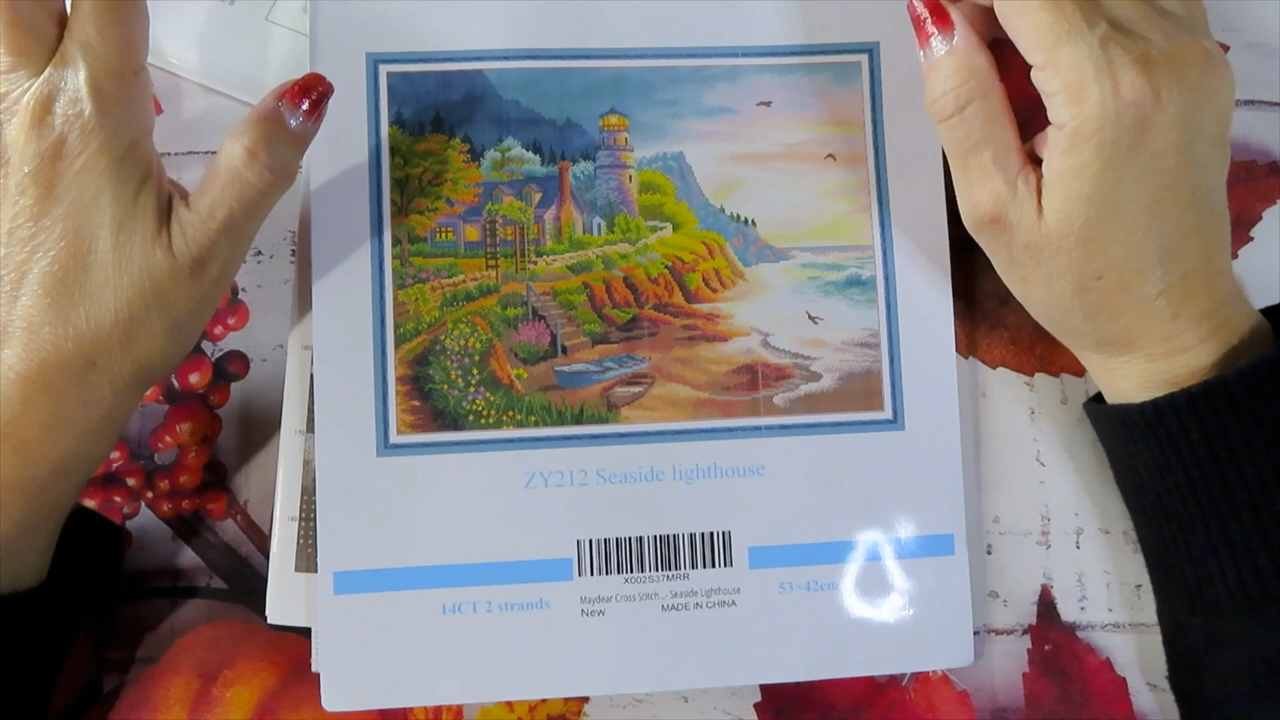 ZY212 Seaside lighthouse
X002S37MRR
Maydear Cross Stitch...- Seaside Lighthouse
New MADE IN CHINA
14CT 2 strands
53×42cm